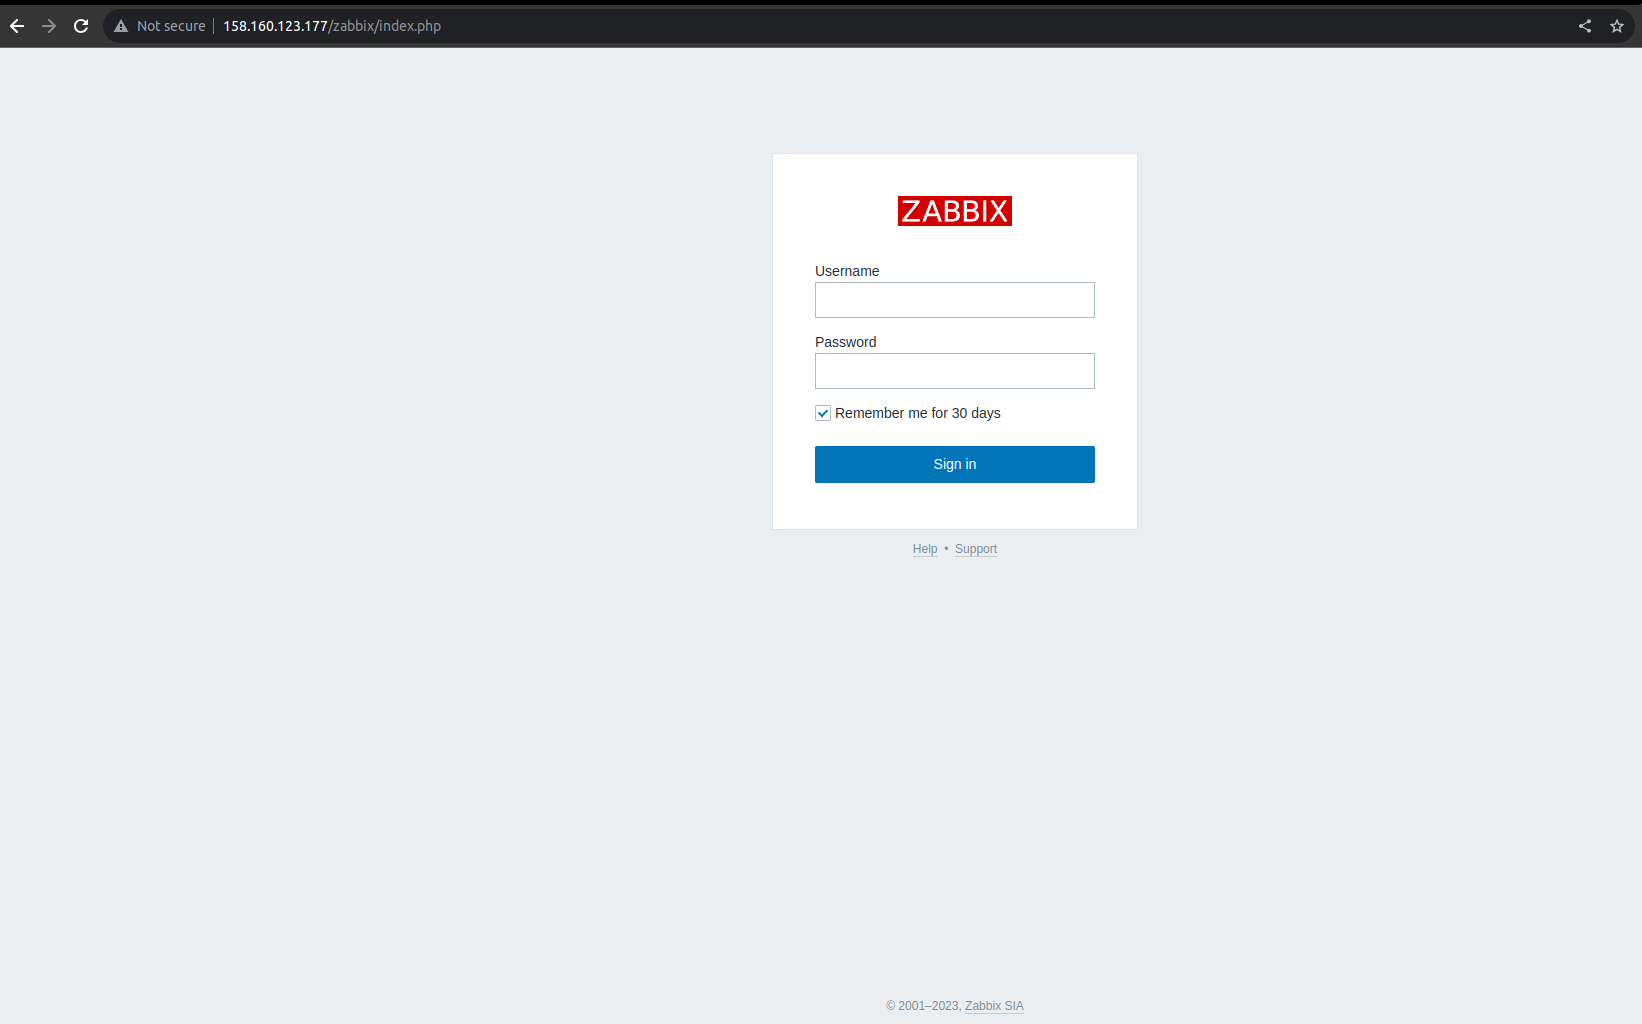 Not secure | 158.160.123.177/zabbix/index.php
ZABBIX
Username
Password
Remember me for 30 days
Sign in
Help • Support
© 2001–2023, Zabbix SIA